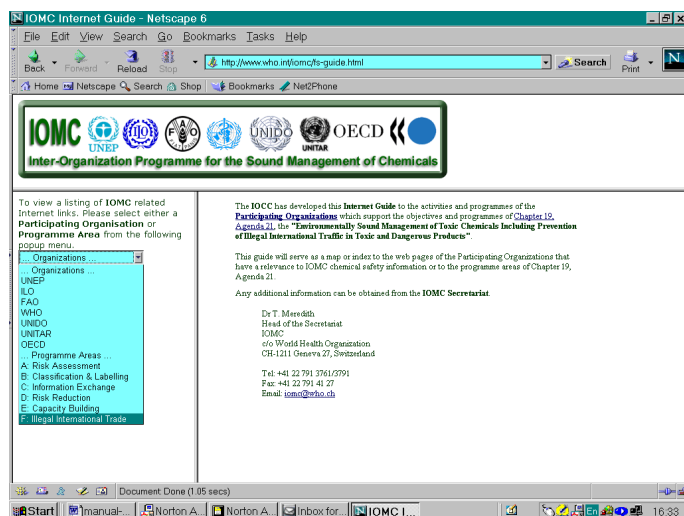 IOMC Internet Guide - Netscape 6
File Edit View Search Go Bookmarks Tasks Help
Back Forward Reload Stop http://www.who.int/iomc/fs-guide.html Search Print N
Home Netscape Search Shop Bookmarks Net2Phone
IOMC UNEP ILO FAO UNIDO UNITAR OECD
Inter-Organization Programme for the Sound Management of Chemicals
To view a listing of IOMC related
Internet links. Please select either a
Participating Organisation or
Programme Area from the following
popup menu.
... Organizations ...
... Organizations ...
UNEP
ILO
FAO
WHO
UNIDO
UNITAR
OECD
... Programme Areas ...
A: Risk Assessment
B: Classification & Labelling
C: Information Exchange
D: Risk Reduction
E: Capacity Building
F: Illegal International Trade
The IOCC has developed this Internet Guide to the activities and programmes of the
Participating Organizations which support the objectives and programmes of Chapter 19,
Agenda 21, the "Environmentally Sound Management of Toxic Chemicals Including Prevention
of Illegal International Traffic in Toxic and Dangerous Products".
This guide will serve as a map or index to the web pages of the Participating Organizations that
have a relevance to IOMC chemical safety information or to the programme areas of Chapter 19,
Agenda 21.
Any additional information can be obtained from the IOMC Secretariat.
Dr T. Meredith
Head of the Secretariat
IOMC
c/o World Health Organization
CH-1211 Geneva 27, Switzerland
Tel: +41 22 791 3761/3791
Fax: +41 22 791 41 27
Email: iomc@who.ch
Document: Done (1.05 secs)
Start manual-... Norton A... Norton A... Inbox for... IOMC I... En 16:33